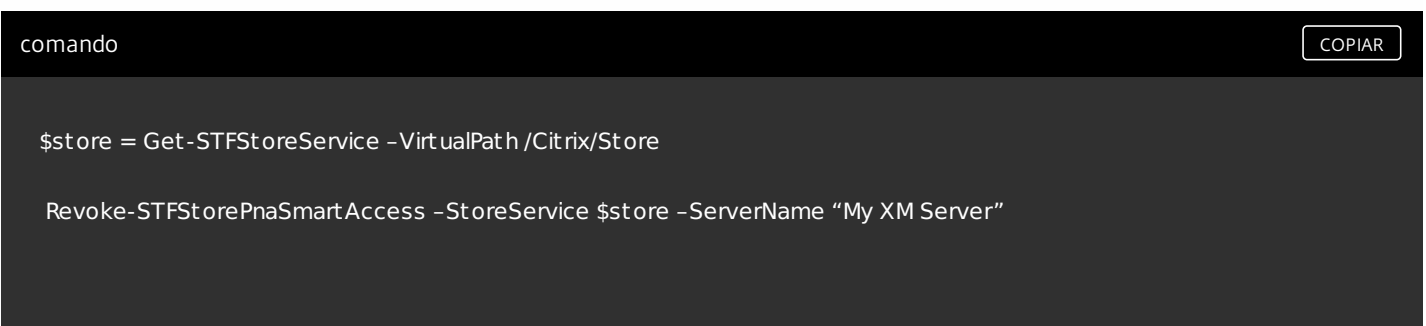 comando
COPIAR
$store = Get-STFStoreService –VirtualPath /Citrix/Store
Revoke-STFStorePnaSmartAccess –StoreService $store –ServerName “My XM Server”